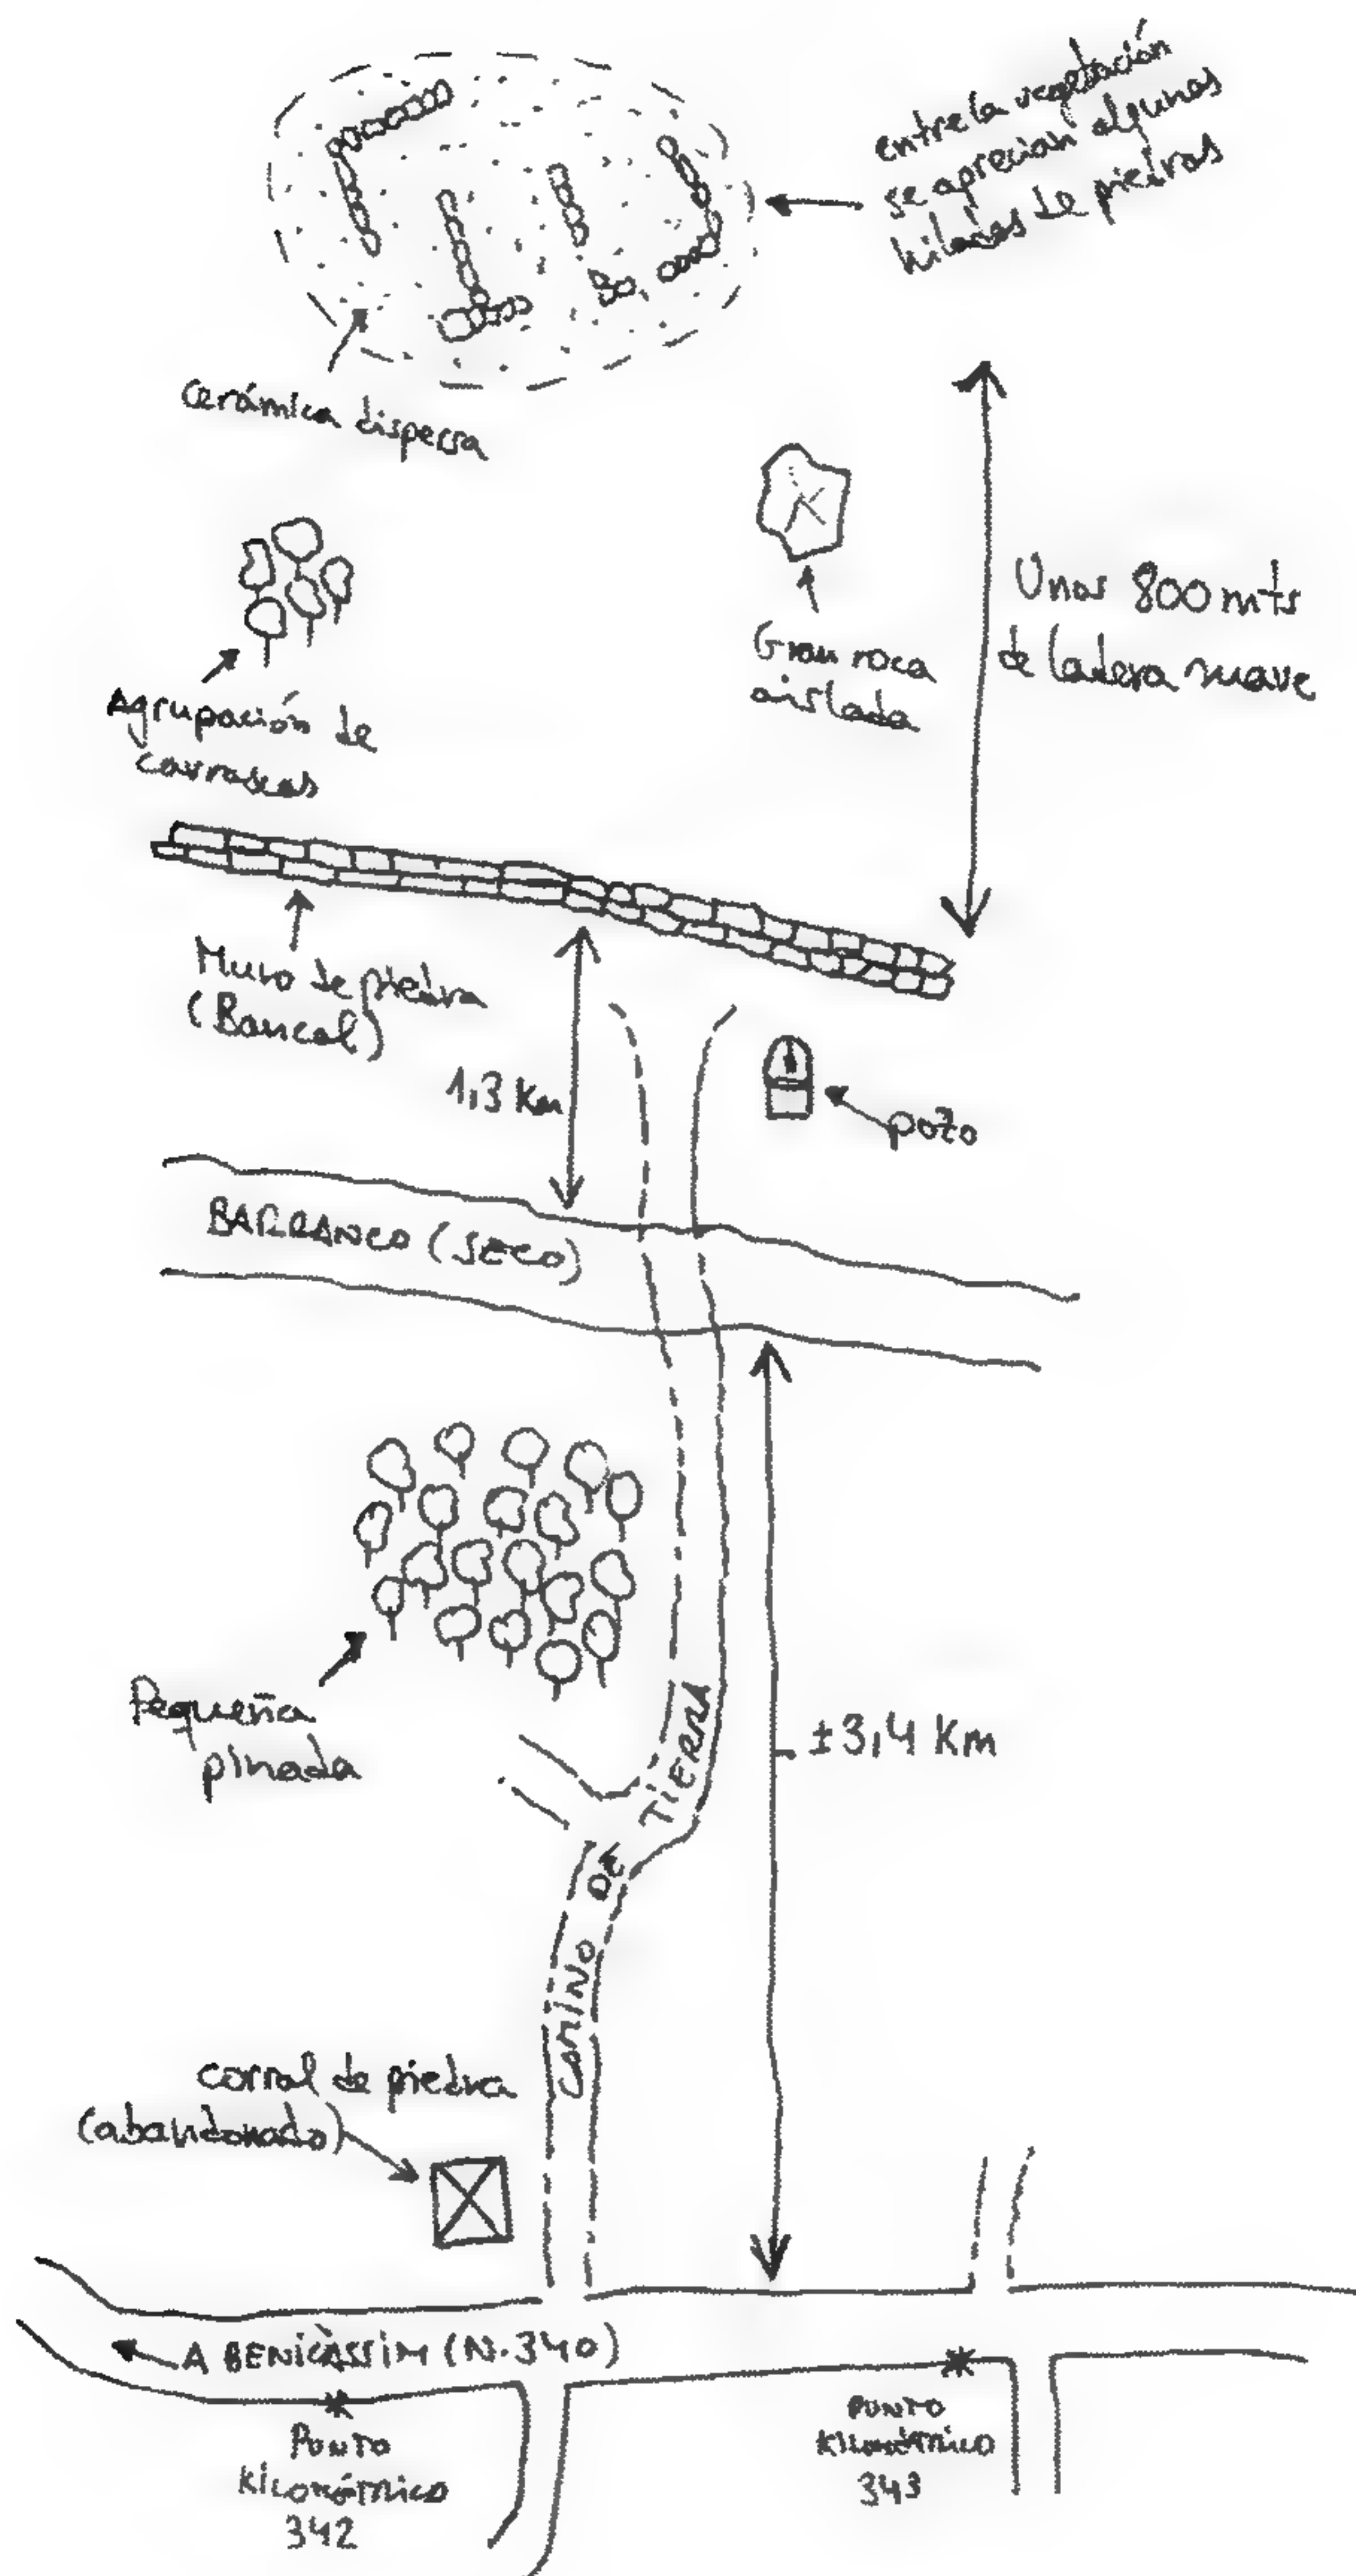 entre la vegetación
se aprecian algunas
hiladas de piedras
Cerámica dispersa
Unos 800 mts
de ladera suave
Gran roca
aislada
Agrupación de
carrascas
Muro de piedra
(Bancal)
1,3 Km
pozo
BARRANCO (SECO)
Pequeña
pinada
±3,4 Km
CAMINO DE TIERRA
corral de piedra
(abandonado)
A BENICÀSSIM (N.340)
PUNTO
KILOMÉTRICO
342
PUNTO
KILOMÉTRICO
343